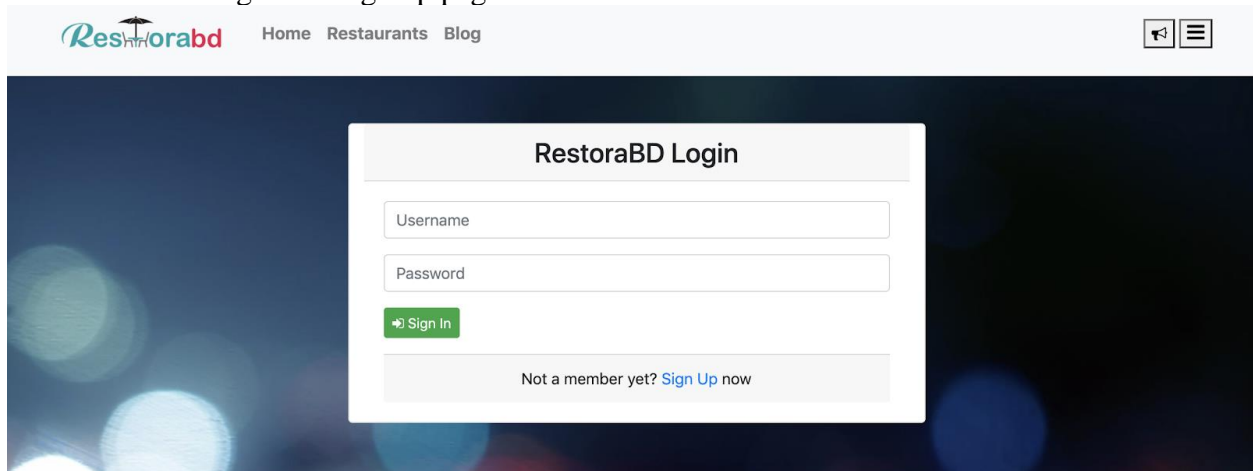 Restorabd Home Restaurants Blog
RestoraBD Login
Username
Password
Sign In
Not a member yet? Sign Up now